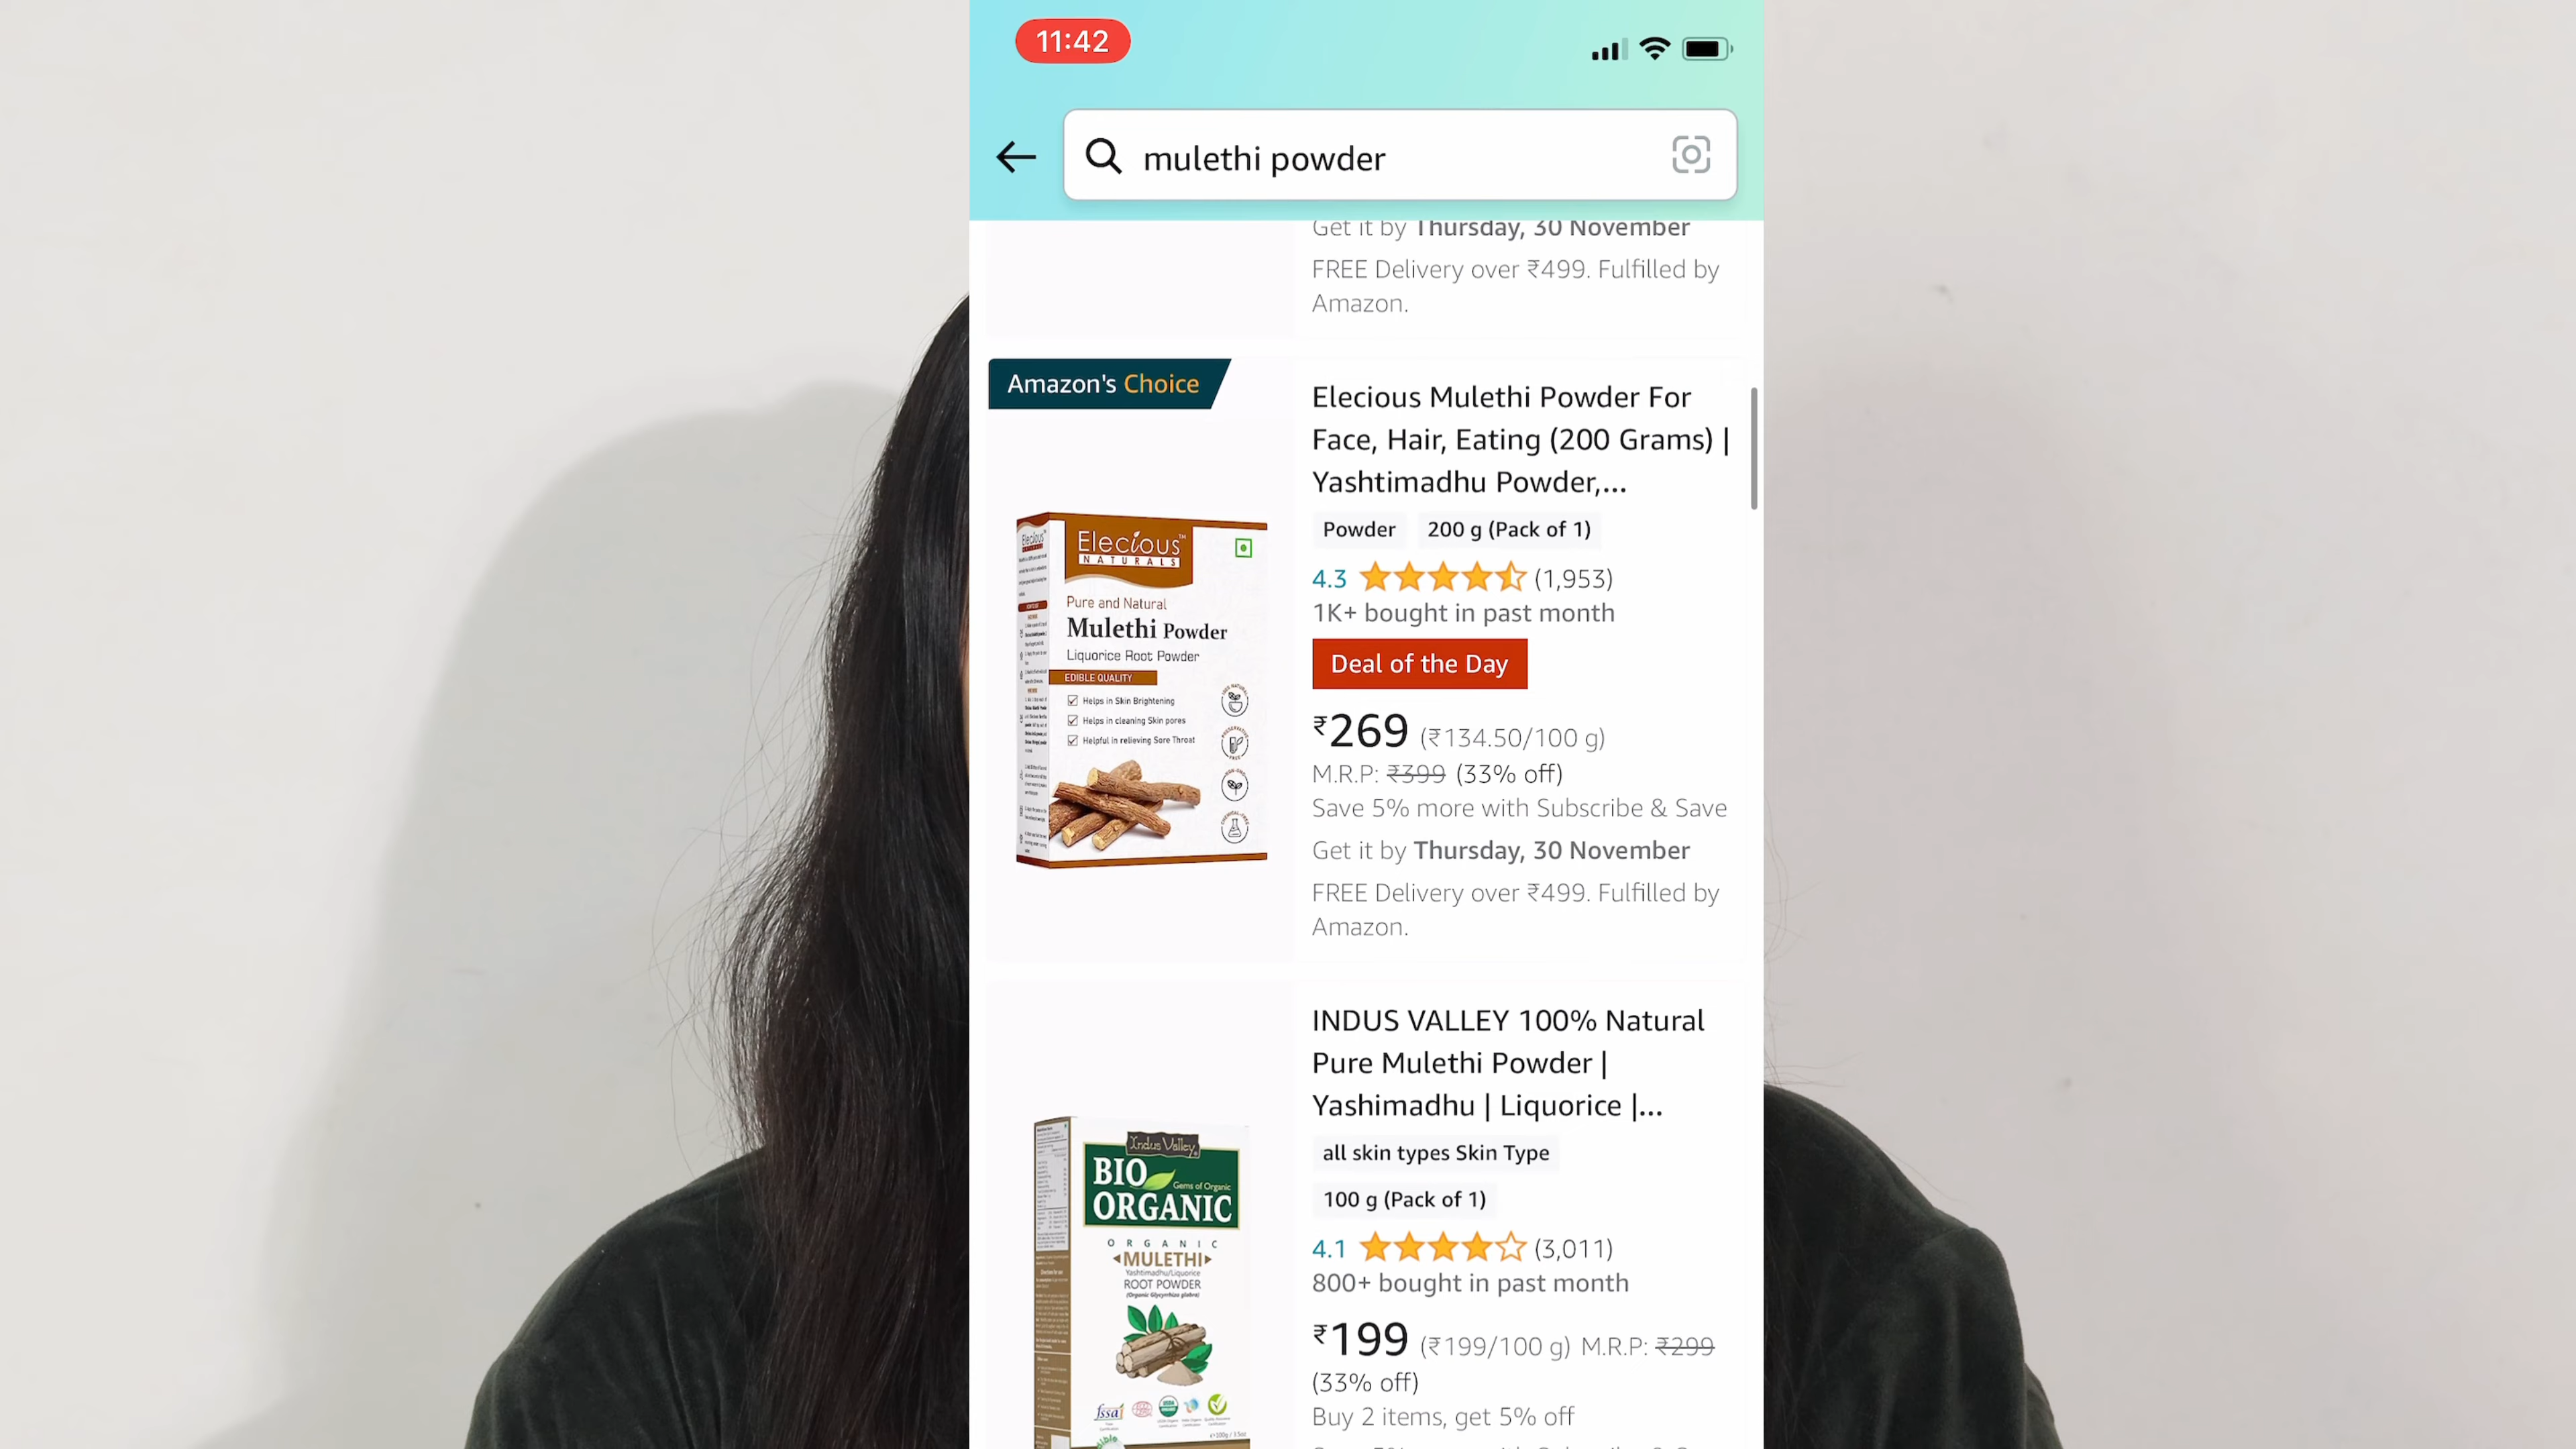 11:42
mulethi powder
Get it by Thursday, 30 November
FREE Delivery over ₹499. Fulfilled by
Amazon.
Amazon's Choice
Elecious Mulethi Powder For
Face, Hair, Eating (200 Grams) |
Yashtimadhu Powder,...
Powder 200 g (Pack of 1)
4.3 (1,953)
1K+ bought in past month
Deal of the Day
₹269 (₹134.50/100 g)
M.R.P: ₹399 (33% off)
Save 5% more with Subscribe & Save
Get it by Thursday, 30 November
FREE Delivery over ₹499. Fulfilled by
Amazon.
Elecious™
NATURALS
Pure and Natural
Mulethi Powder
Liquorice Root Powder
EDIBLE QUALITY
Helps in Skin Brightening
Helps in cleaning Skin pores
Helpful in relieving Sore Throat
INDUS VALLEY 100% Natural
Pure Mulethi Powder |
Yashimadhu | Liquorice |...
all skin types Skin Type
100 g (Pack of 1)
4.1 (3,011)
800+ bought in past month
₹199 (₹199/100 g) M.R.P: ₹299
(33% off)
Buy 2 items, get 5% off
Indus Valley
BIO
Gems of Organic
ORGANIC
ORGANIC
MULETHI
Yashtimadhu/Liquorice
ROOT POWDER
(Organic Glycyrrhiza glabra)
fssai